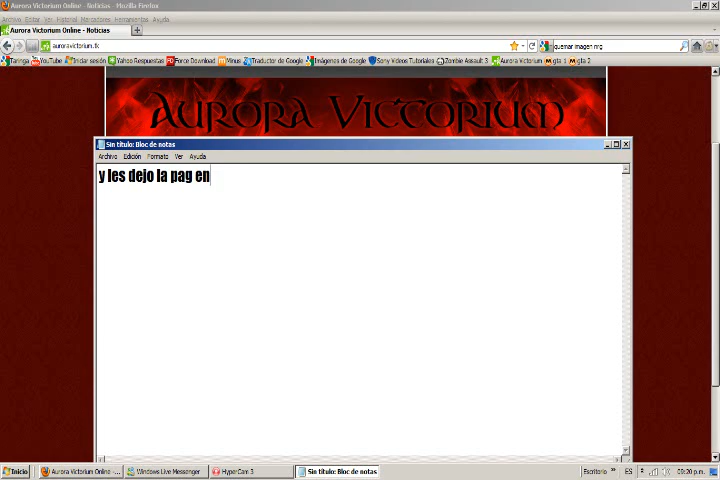 Aurora Victorium Online - Noticias - Mozilla Firefox
Archivo Editar Ver Historial Marcadores Herramientas Ayuda
Aurora Victorium Online - Noticias
auroravictorium.tk
quemar imagen nrg
Taringa YouTube Iniciar sesión Yahoo Respuestas Force Download Minus Traductor de Google Imágenes de Google Sony Videos Tutoriales Zombie Assault 3 Aurora Victorium gta 1 gta 2
Aurora Victorium
Sin título: Bloc de notas
Archivo Edición Formato Ver Ayuda
y les dejo la pag en
Inicio Aurora Victorium Online -... Windows Live Messenger HyperCam 3 Sin título: Bloc de notas Escritorio » ES 09:20 p.m.